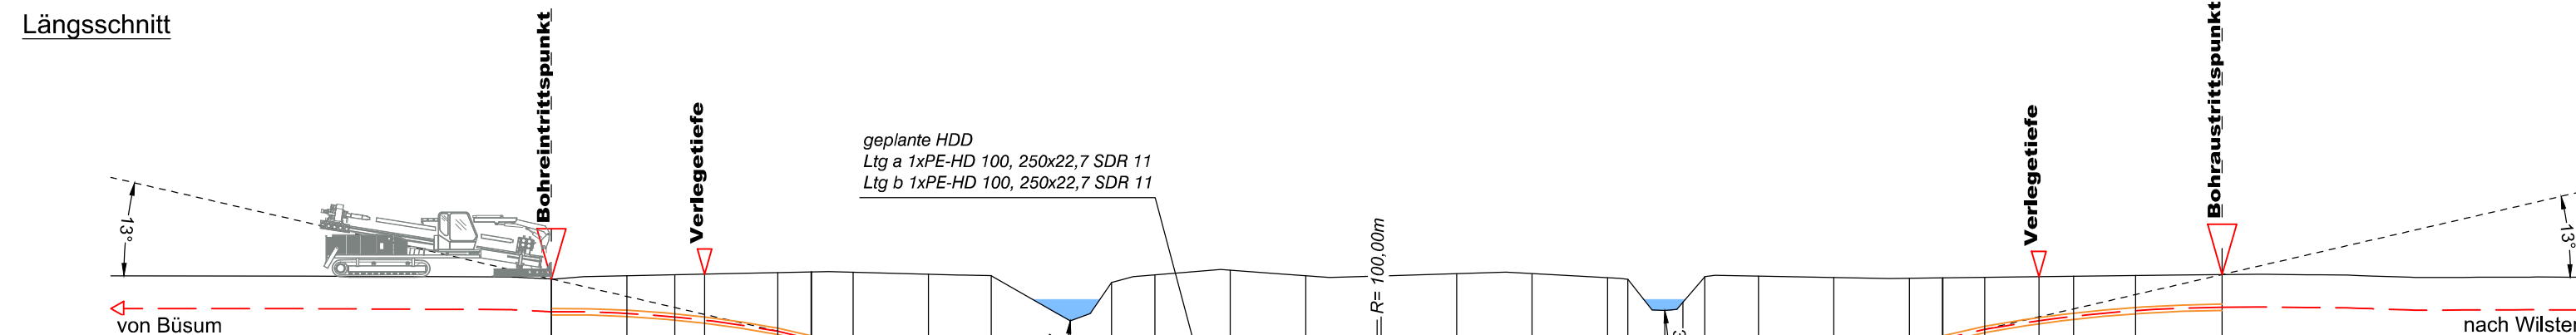 Längsschnitt
Bohreintrittspunkt
Verlegetiefe
geplante HDD
Ltg a 1xPE-HD 100, 250x22,7 SDR 11
Ltg b 1xPE-HD 100, 250x22,7 SDR 11
R= 100,00m
Verlegetiefe
Bohraustrittspunkt
13°
13°
von Büsum
nach Wilster